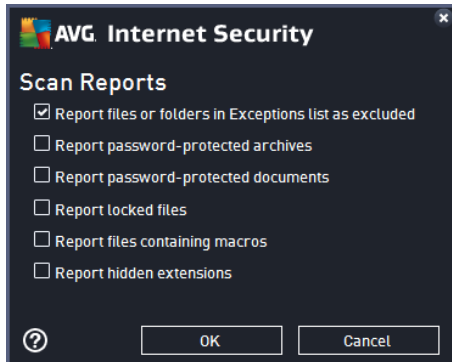 AVG Internet Security
Scan Reports
Report files or folders in Exceptions list as excluded
Report password-protected archives
Report password-protected documents
Report locked files
Report files containing macros
Report hidden extensions
? OK Cancel